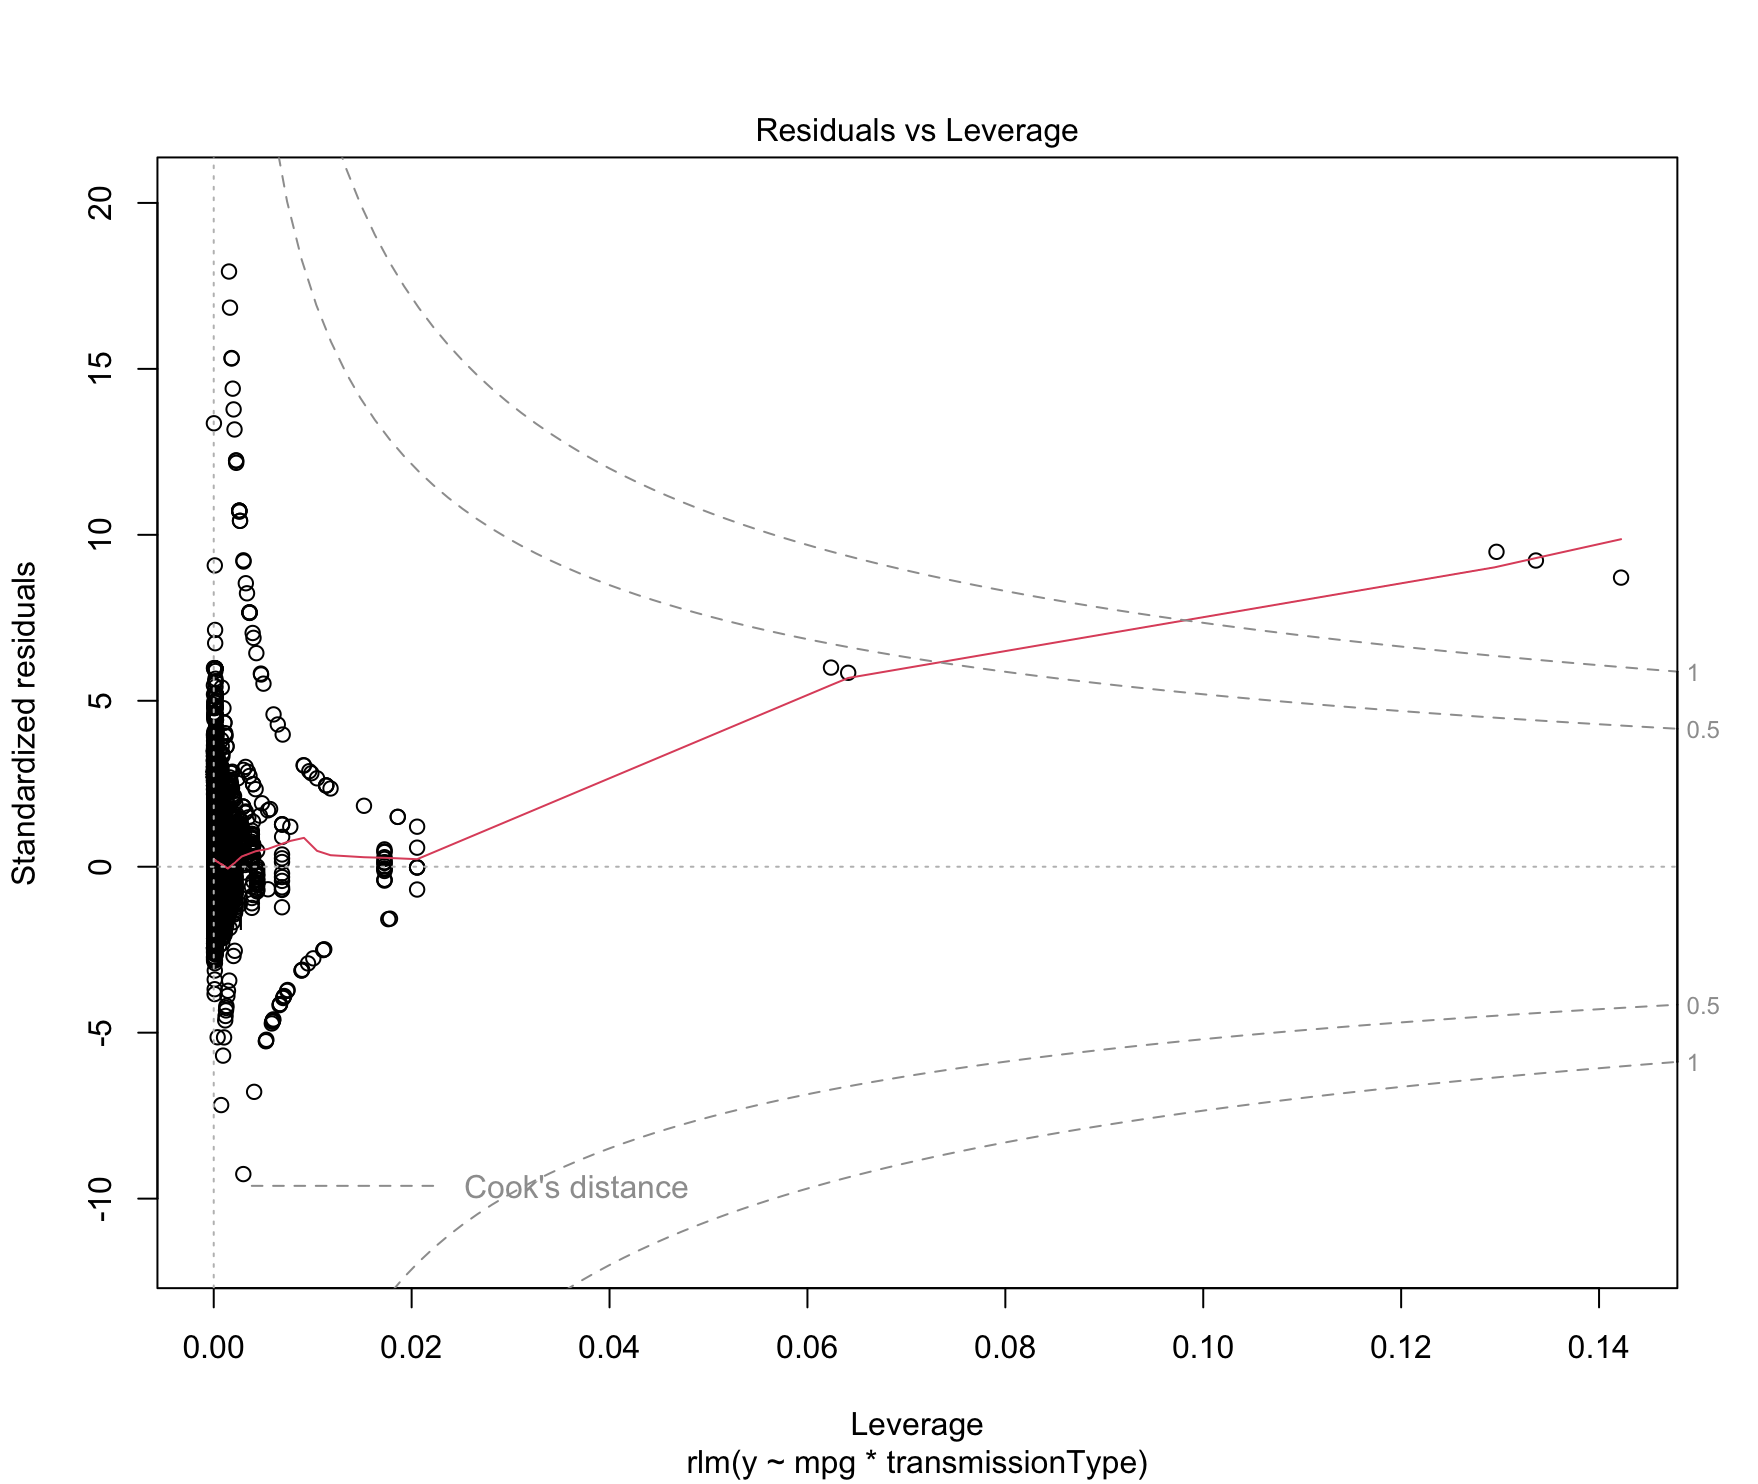 Residuals vs Leverage
Standardized residuals
20
15
10
5
0
-5
-10
1
0.5
0.5
1
Cook's distance
0.00 0.02 0.04 0.06 0.08 0.10 0.12 0.14
Leverage
rlm(y ~ mpg * transmissionType)